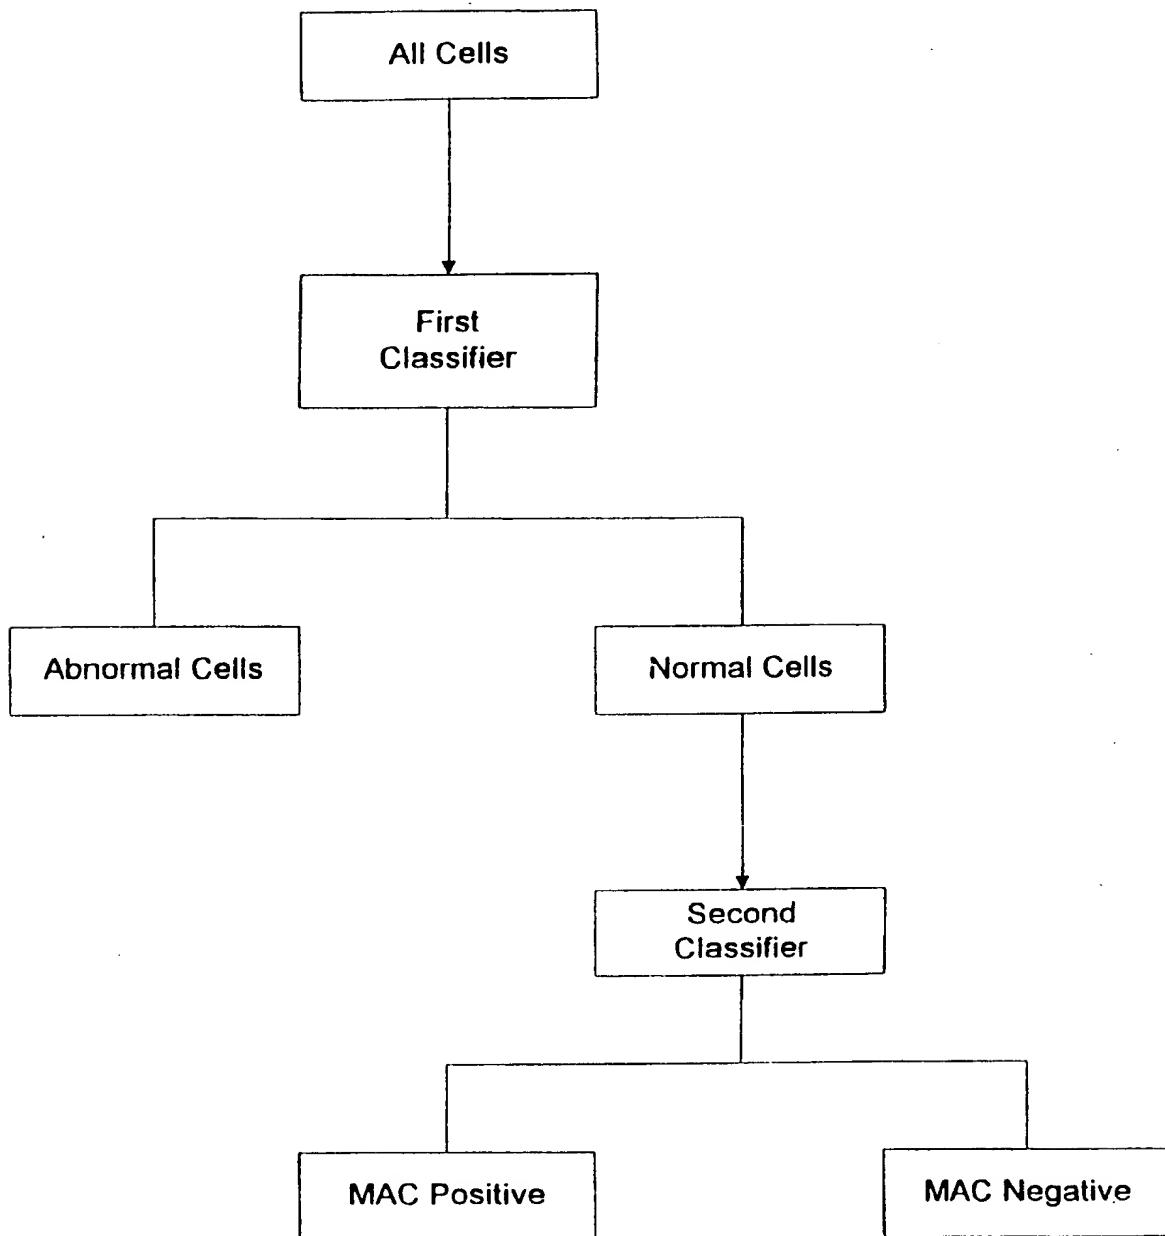 All Cells
First
Classifier
Abnormal Cells
Normal Cells
Second
Classifier
MAC Positive
MAC Negative